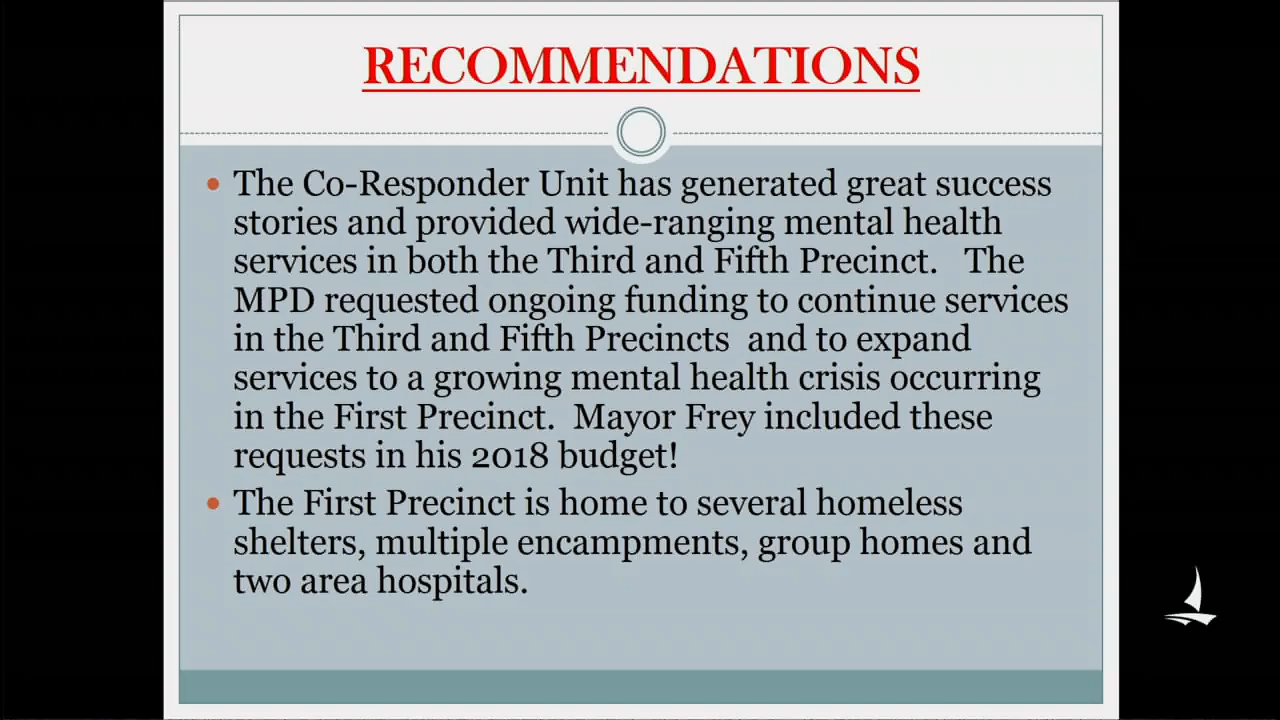 RECOMMENDATIONS
• The Co-Responder Unit has generated great success
stories and provided wide-ranging mental health
services in both the Third and Fifth Precinct.   The
MPD requested ongoing funding to continue services
in the Third and Fifth Precincts  and to expand
services to a growing mental health crisis occurring
in the First Precinct.  Mayor Frey included these
requests in his 2018 budget!
• The First Precinct is home to several homeless
shelters, multiple encampments, group homes and
two area hospitals.